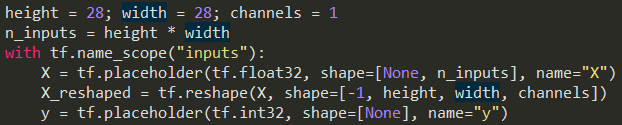 height = 28; width = 28; channels = 1
n_inputs = height * width
with tf.name_scope("inputs"):
    X = tf.placeholder(tf.float32, shape=[None, n_inputs], name="X")
    X_reshaped = tf.reshape(X, shape=[-1, height, width, channels])
    y = tf.placeholder(tf.int32, shape=[None], name="y")